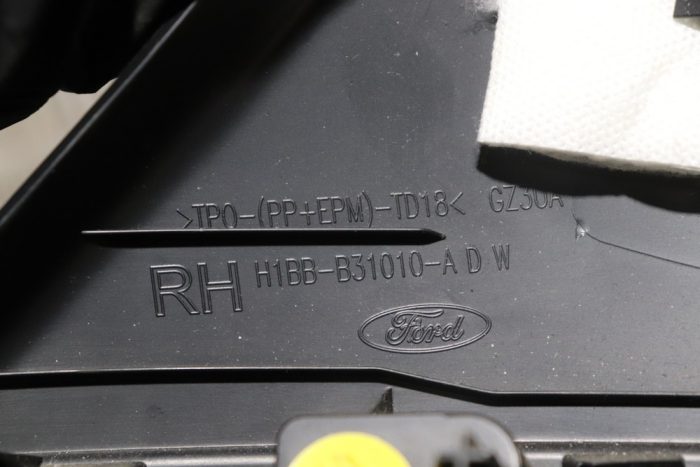 >TPO-(PP+EPM)-TD18< GZ30A
RH H1BB-B31010-A D W
Ford